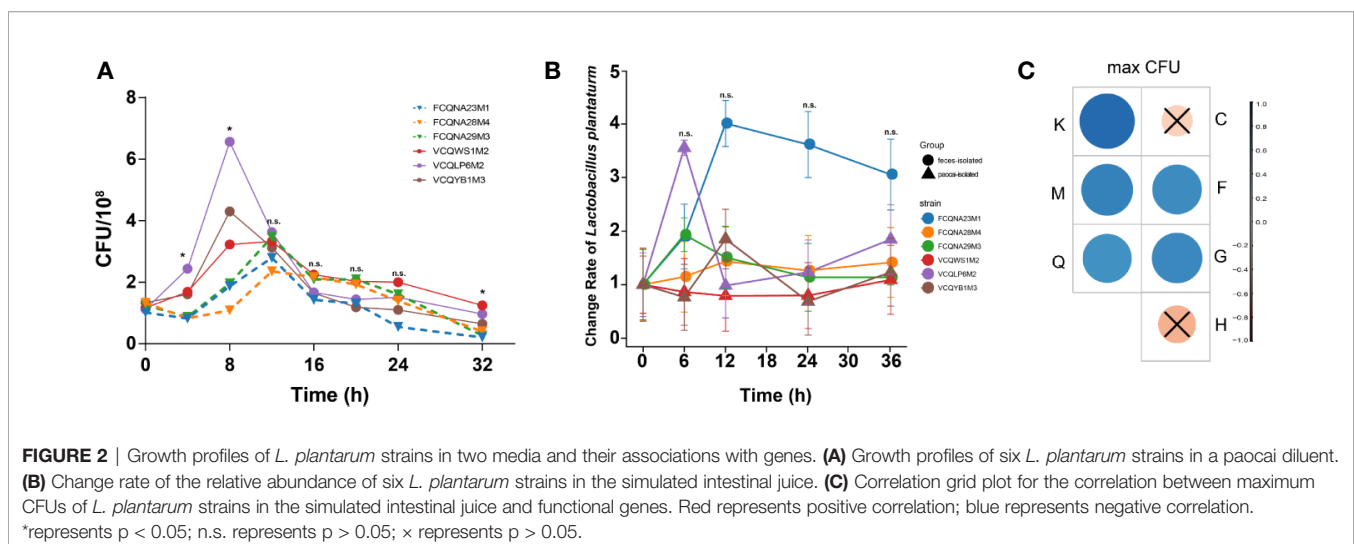 A
CFU/10⁸
8
6
4
2
0
*
*
n.s.
n.s.
n.s.
n.s.
*
FCQNA23M1
FCQNA28M4
FCQNA29M3
VCQWS1M2
VCQLP6M2
VCQYB1M3
0 4 8 12 16 20 24 28 32
Time (h)
B
Change Rate of Lactobacillus plantaturm
5
4
3
2
1
0
n.s.
n.s.
n.s.
n.s.
0 6 12 18 24 30 36
Time (h)
Group
feces-isolated
paocai-isolated
strain
FCQNA23M1
FCQNA28M4
FCQNA29M3
VCQWS1M2
VCQLP6M2
VCQYB1M3
C
max CFU
K
C
M
F
Q
G
H
1.0
0.8
0.6
0.4
0.2
0.0
−0.2
−0.4
−0.6
−0.8
−1.0
FIGURE 2 | Growth profiles of L. plantarum strains in two media and their associations with genes. (A) Growth profiles of six L. plantarum strains in a paocai diluent.
(B) Change rate of the relative abundance of six L. plantarum strains in the simulated intestinal juice. (C) Correlation grid plot for the correlation between maximum
CFUs of L. plantarum strains in the simulated intestinal juice and functional genes. Red represents positive correlation; blue represents negative correlation.
*represents p < 0.05; n.s. represents p > 0.05; × represents p > 0.05.